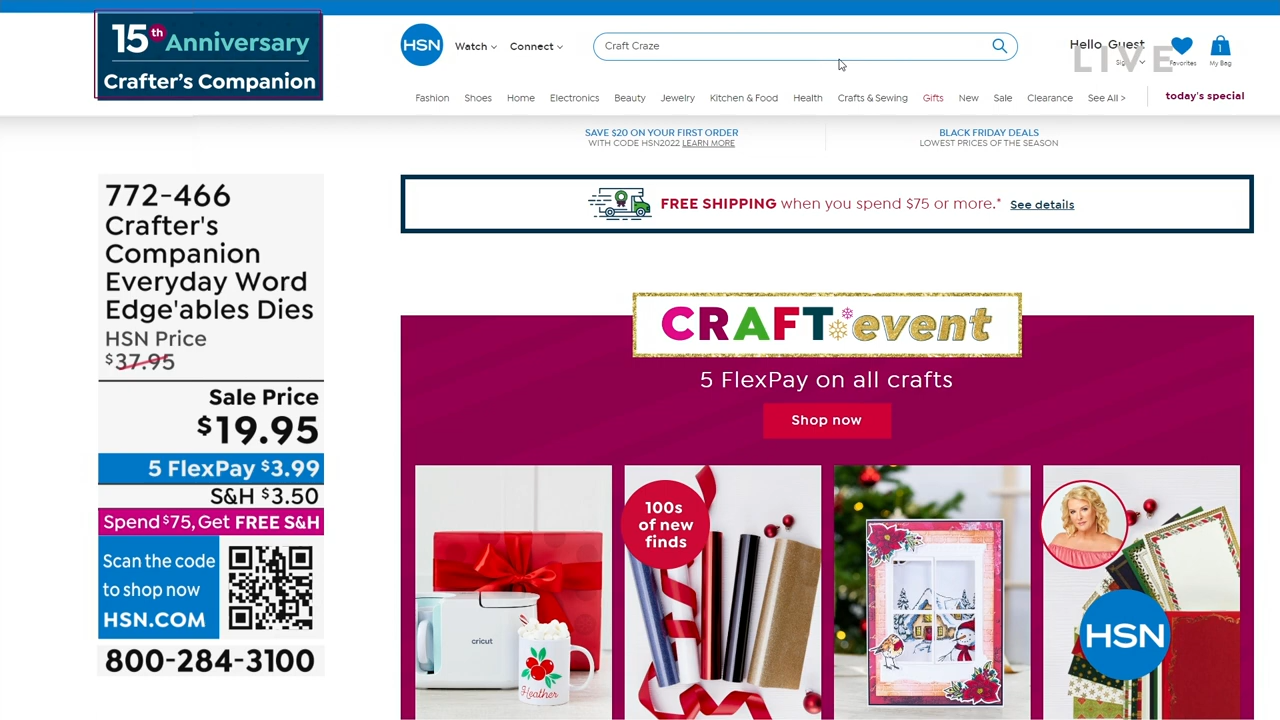 15th Anniversary
Crafter's Companion
HSN
Watch
Connect
Craft Craze
Hello, Guest
LIVE
Favorites
1
My Bag
Fashion
Shoes
Home
Electronics
Beauty
Jewelry
Kitchen & Food
Health
Crafts & Sewing
Gifts
New
Sale
Clearance
See All >
today's special
SAVE $20 ON YOUR FIRST ORDER
WITH CODE HSN2022 LEARN MORE
BLACK FRIDAY DEALS
LOWEST PRICES OF THE SEASON
772-466
Crafter's
Companion
Everyday Word
Edge'ables Dies
HSN Price
$37.95
Sale Price
$19.95
5 FlexPay $3.99
S&H $3.50
Spend $75, Get FREE S&H
Scan the code
to shop now
HSN.COM
800-284-3100
FREE SHIPPING when you spend $75 or more.* See details
CRAFT event
5 FlexPay on all crafts
Shop now
cricut
Heather
100s
of new
finds
HSN